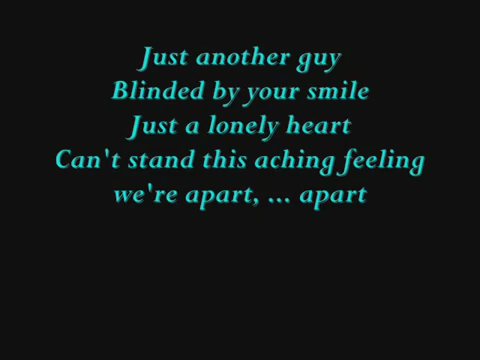 Just another guy
Blinded by your smile
Just a lonely heart
Can't stand this aching feeling
we're apart, ... apart